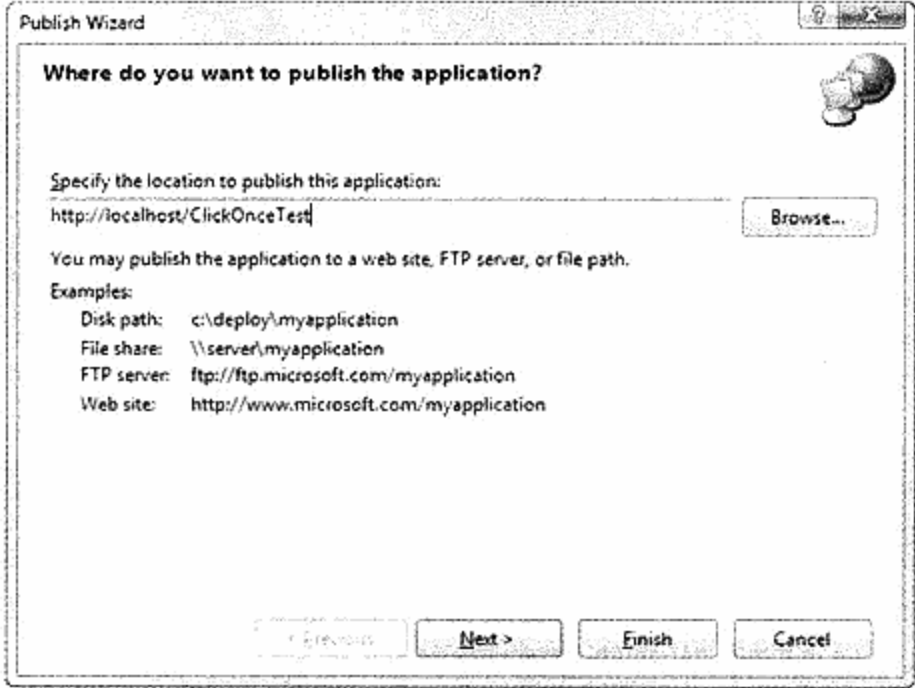 Publish Wizard
Where do you want to publish the application?
Specify the location to publish this application:
http://localhost/ClickOnceTest
Browse...
You may publish the application to a web site, FTP server, or file path.
Examples:
Disk path: c:\deploy\myapplication
File share: \\server\myapplication
FTP server: ftp://ftp.microsoft.com/myapplication
Web site: http://www.microsoft.com/myapplication
< Previous Next > Finish Cancel